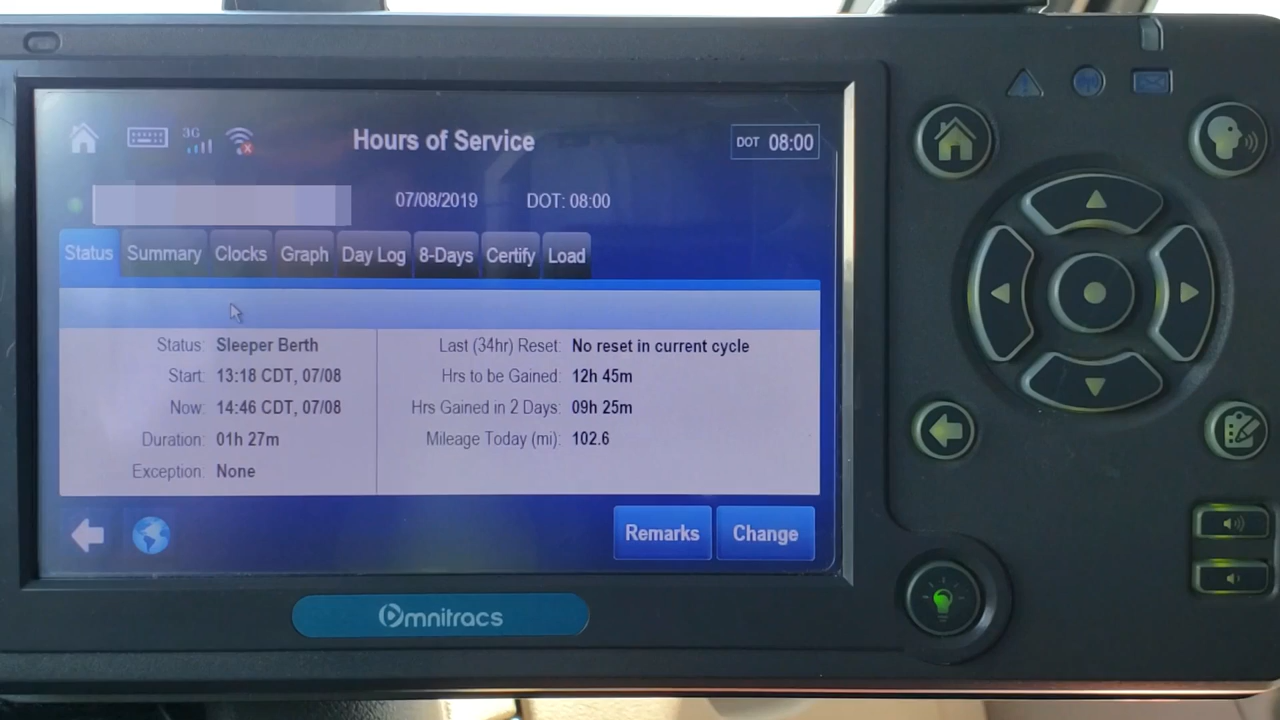 3G
Hours of Service
DOT 08:00
07/08/2019 DOT: 08:00
Status Summary Clocks Graph Day Log 8-Days Certify Load
Status: Sleeper Berth
Start: 13:18 CDT, 07/08
Now: 14:46 CDT, 07/08
Duration: 01h 27m
Exception: None
Last (34hr) Reset: No reset in current cycle
Hrs to be Gained: 12h 45m
Hrs Gained in 2 Days: 09h 25m
Mileage Today (mi): 102.6
Remarks Change
Omnitracs